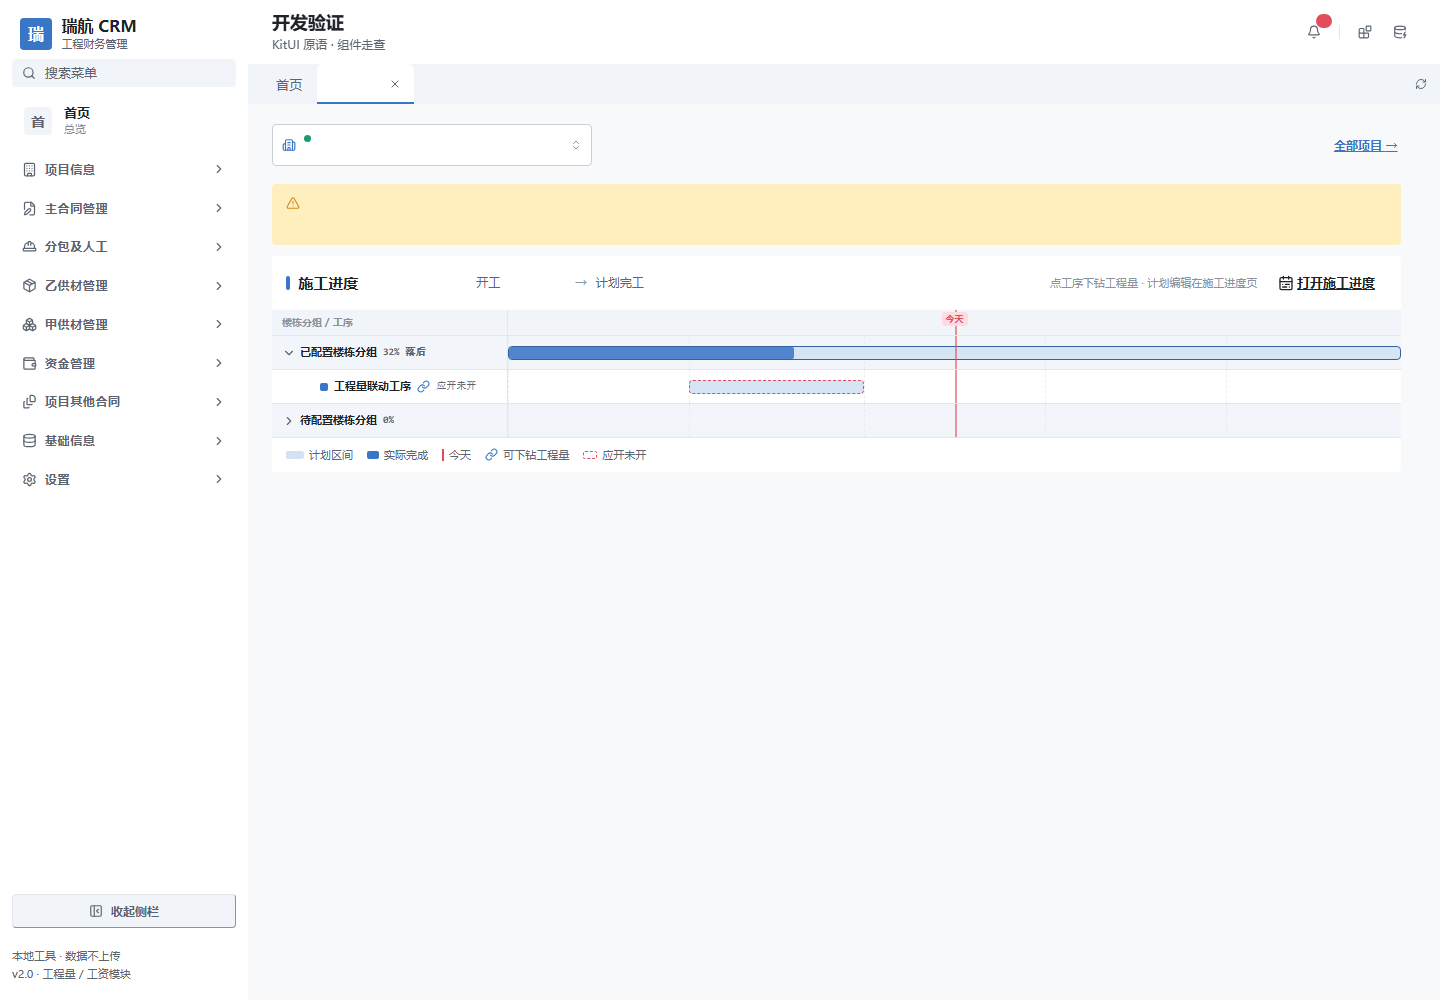 瑞
瑞航 CRM
工程财务管理
搜索菜单
首
首页
总览
项目信息
主合同管理
分包及人工
乙供材管理
甲供材管理
资金管理
项目其他合同
基础信息
设置
收起侧栏
本地工具 · 数据不上传
v2.0 · 工程量 / 工资模块
开发验证
KitUI 原语 · 组件走查
首页
全部项目 →
施工进度
开工 → 计划完工
点工序下钻工程量 · 计划编辑在施工进度页
打开施工进度
楼栋分组 / 工序
今天
已配置楼栋分组 32% 落后
工程量联动工序 应开未开
待配置楼栋分组 0%
计划区间 实际完成 今天 可下钻工程量 应开未开